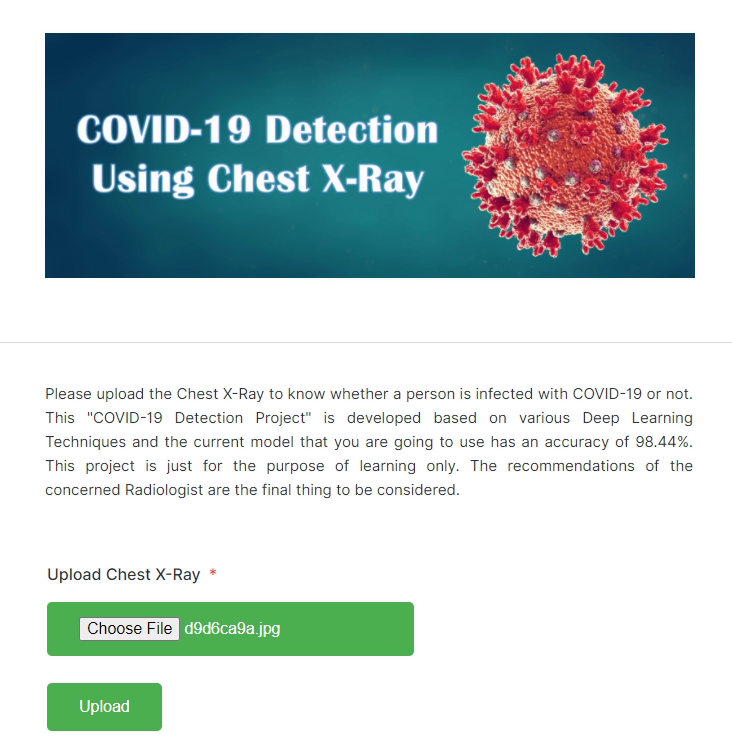 COVID-19 Detection
Using Chest X-Ray
Please upload the Chest X-Ray to know whether a person is infected with COVID-19 or not.
This "COVID-19 Detection Project" is developed based on various Deep Learning
Techniques and the current model that you are going to use has an accuracy of 98.44%.
This project is just for the purpose of learning only. The recommendations of the
concerned Radiologist are the final thing to be considered.
Upload Chest X-Ray *
Choose File d9d6ca9a.jpg
Upload